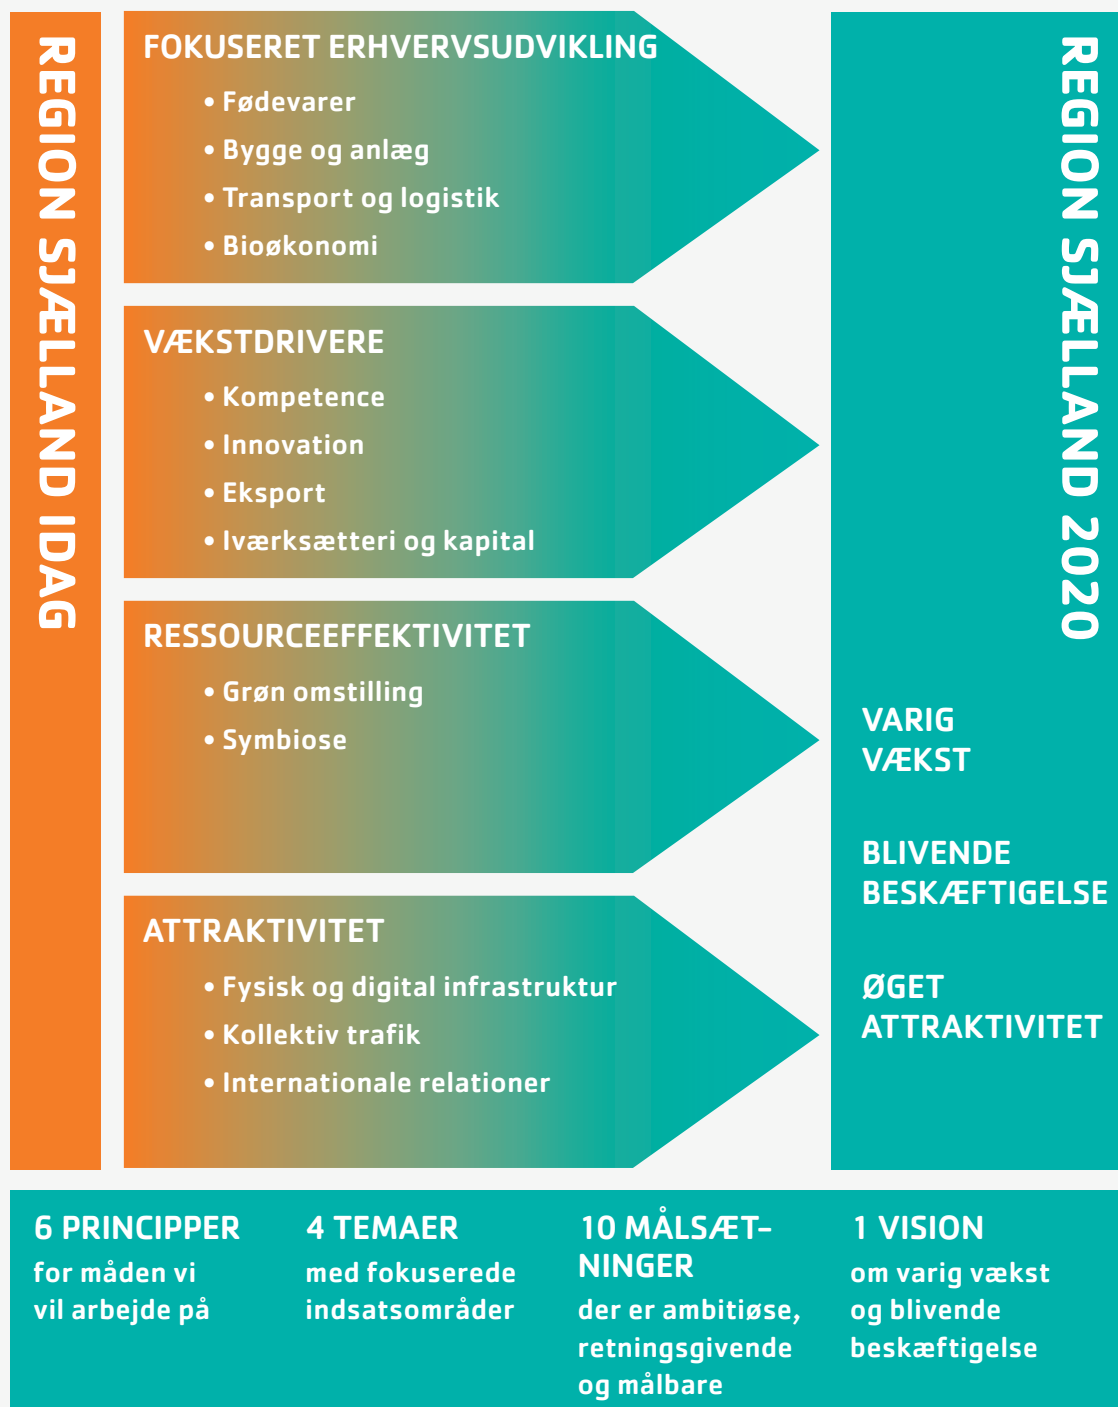 REGION SJÆLLAND IDAG
FOKUSERET ERHVERVSUDVIKLING
• Fødevarer
• Bygge og anlæg
• Transport og logistik
• Bioøkonomi
VÆKSTDRIVERE
• Kompetence
• Innovation
• Eksport
• Iværksætteri og kapital
RESSOURCEEFFEKTIVITET
• Grøn omstilling
• Symbiose
ATTRAKTIVITET
• Fysisk og digital infrastruktur
• Kollektiv trafik
• Internationale relationer
REGION SJÆLLAND 2020
VARIG
VÆKST
BLIVENDE
BESKÆFTIGELSE
ØGET
ATTRAKTIVITET
6 PRINCIPPER
for måden vi
vil arbejde på
4 TEMAER
med fokuserede
indsatsområder
10 MÅLSÆT-
NINGER
der er ambitiøse,
retningsgivende
og målbare
1 VISION
om varig vækst
og blivende
beskæftigelse